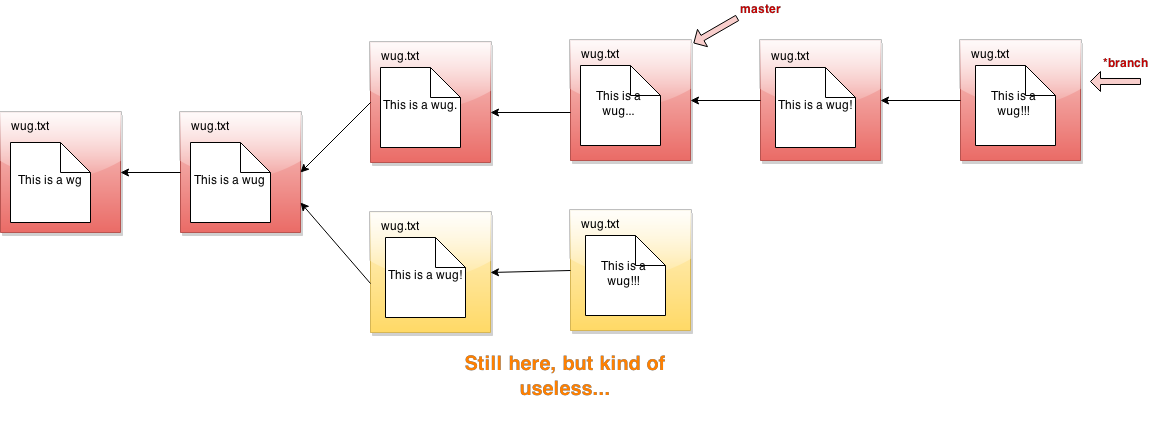 master
wug.txt
This is a wug.
wug.txt
This is a
wug...
wug.txt
This is a wug!
wug.txt
This is a
wug!!!
*branch
wug.txt
This is a wg
wug.txt
This is a wug
wug.txt
This is a wug!
wug.txt
This is a
wug!!!
Still here, but kind of
useless...